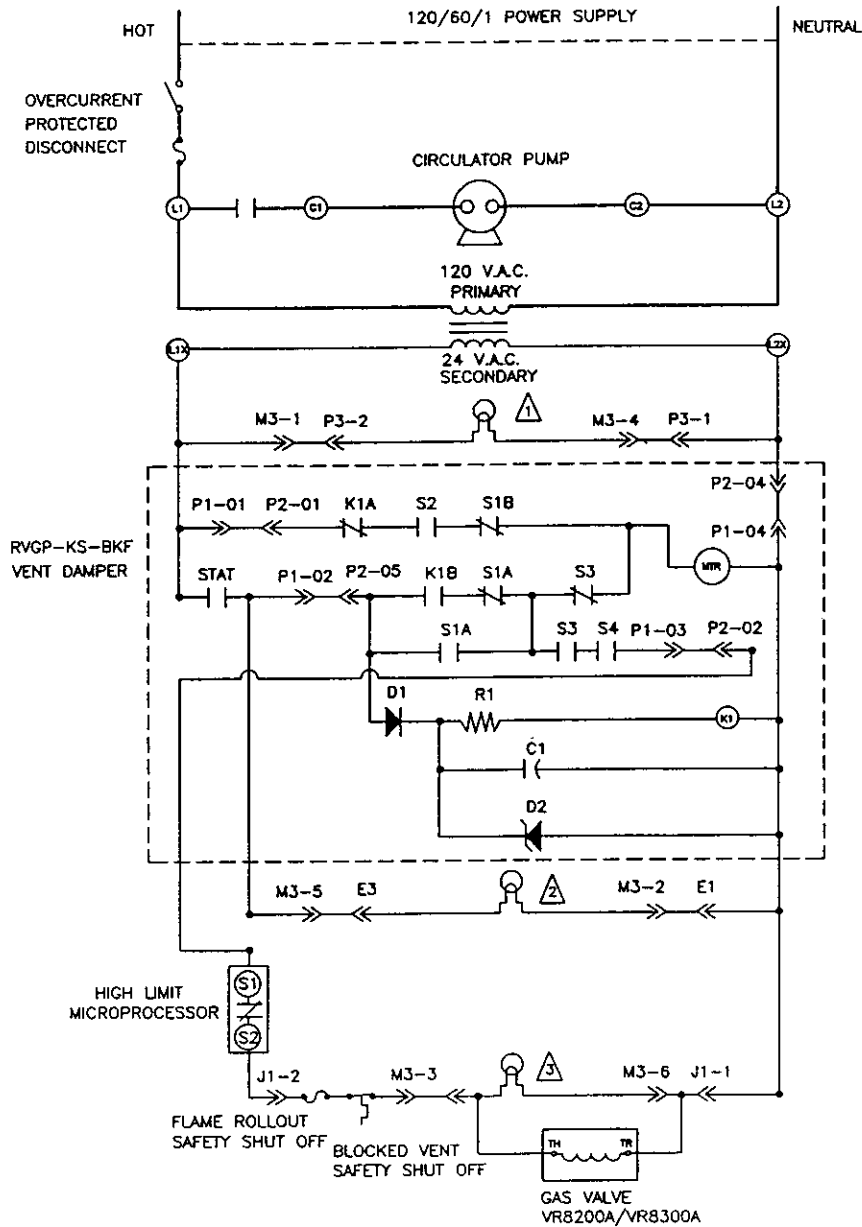 120/60/1 POWER SUPPLY
HOT
NEUTRAL
OVERCURRENT
PROTECTED
DISCONNECT
CIRCULATOR PUMP
L1
C1
C2
L2
120 V.A.C.
PRIMARY
L1X
L2X
24 V.A.C.
SECONDARY
M3-1
P3-2
1
M3-4
P3-1
P2-04
P1-01
P2-01
K1A
S2
S1B
P1-04
RVGP-KS-BKF
VENT DAMPER
MTR
STAT
P1-02
P2-05
K1B
S1A
S3
S1A
S3
S4
P1-03
P2-02
D1
R1
K1
C1
D2
M3-5
E3
2
M3-2
E1
S1
HIGH LIMIT
MICROPROCESSOR
S2
J1-2
M3-3
3
M3-6
J1-1
FLAME ROLLOUT
SAFETY SHUT OFF
BLOCKED VENT
SAFETY SHUT OFF
TH
TR
GAS VALVE
VR8200A/VR8300A